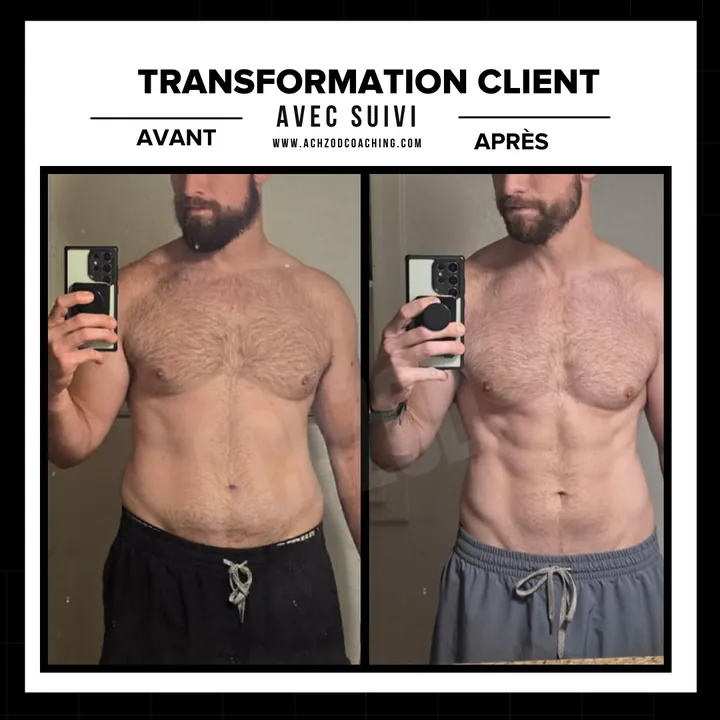 TRANSFORMATION CLIENT
AVEC SUIVI
AVANT
WWW.ACHZODCOACHING.COM
APRÈS